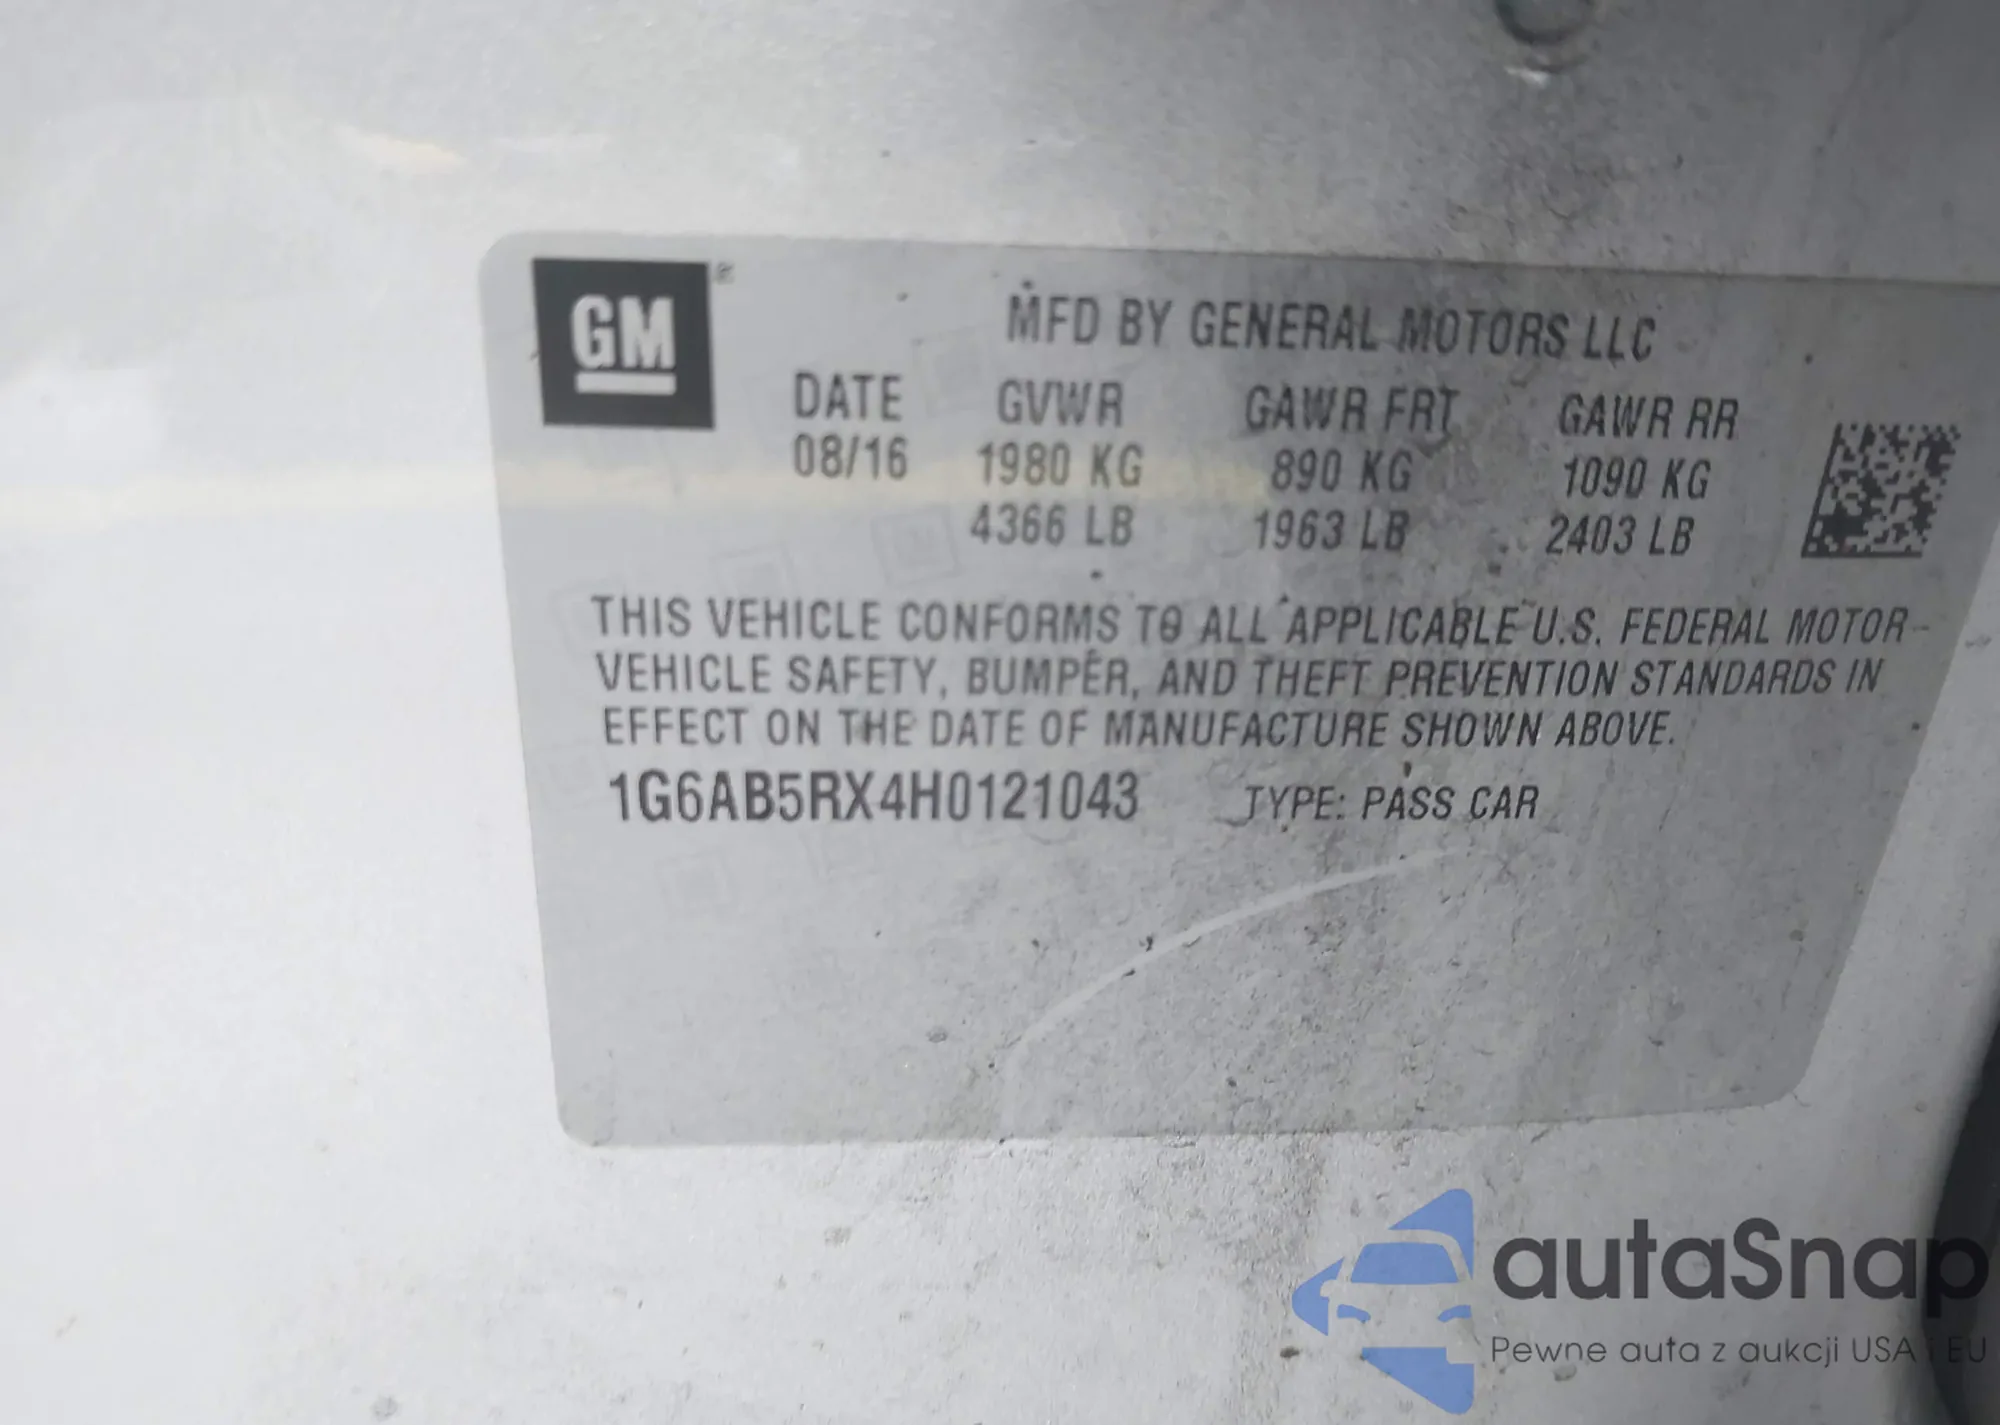 GM
MFD BY GENERAL MOTORS LLC
DATE GVWR GAWR FRT GAWR RR
08/16 1980 KG 890 KG 1090 KG
4366 LB 1963 LB 2403 LB
THIS VEHICLE CONFORMS TO ALL APPLICABLE U.S. FEDERAL MOTOR
VEHICLE SAFETY, BUMPER, AND THEFT PREVENTION STANDARDS IN
EFFECT ON THE DATE OF MANUFACTURE SHOWN ABOVE.
1G6AB5RX4H0121043 TYPE: PASS CAR
autaSnap
Pewne auta z aukcji USA i EU